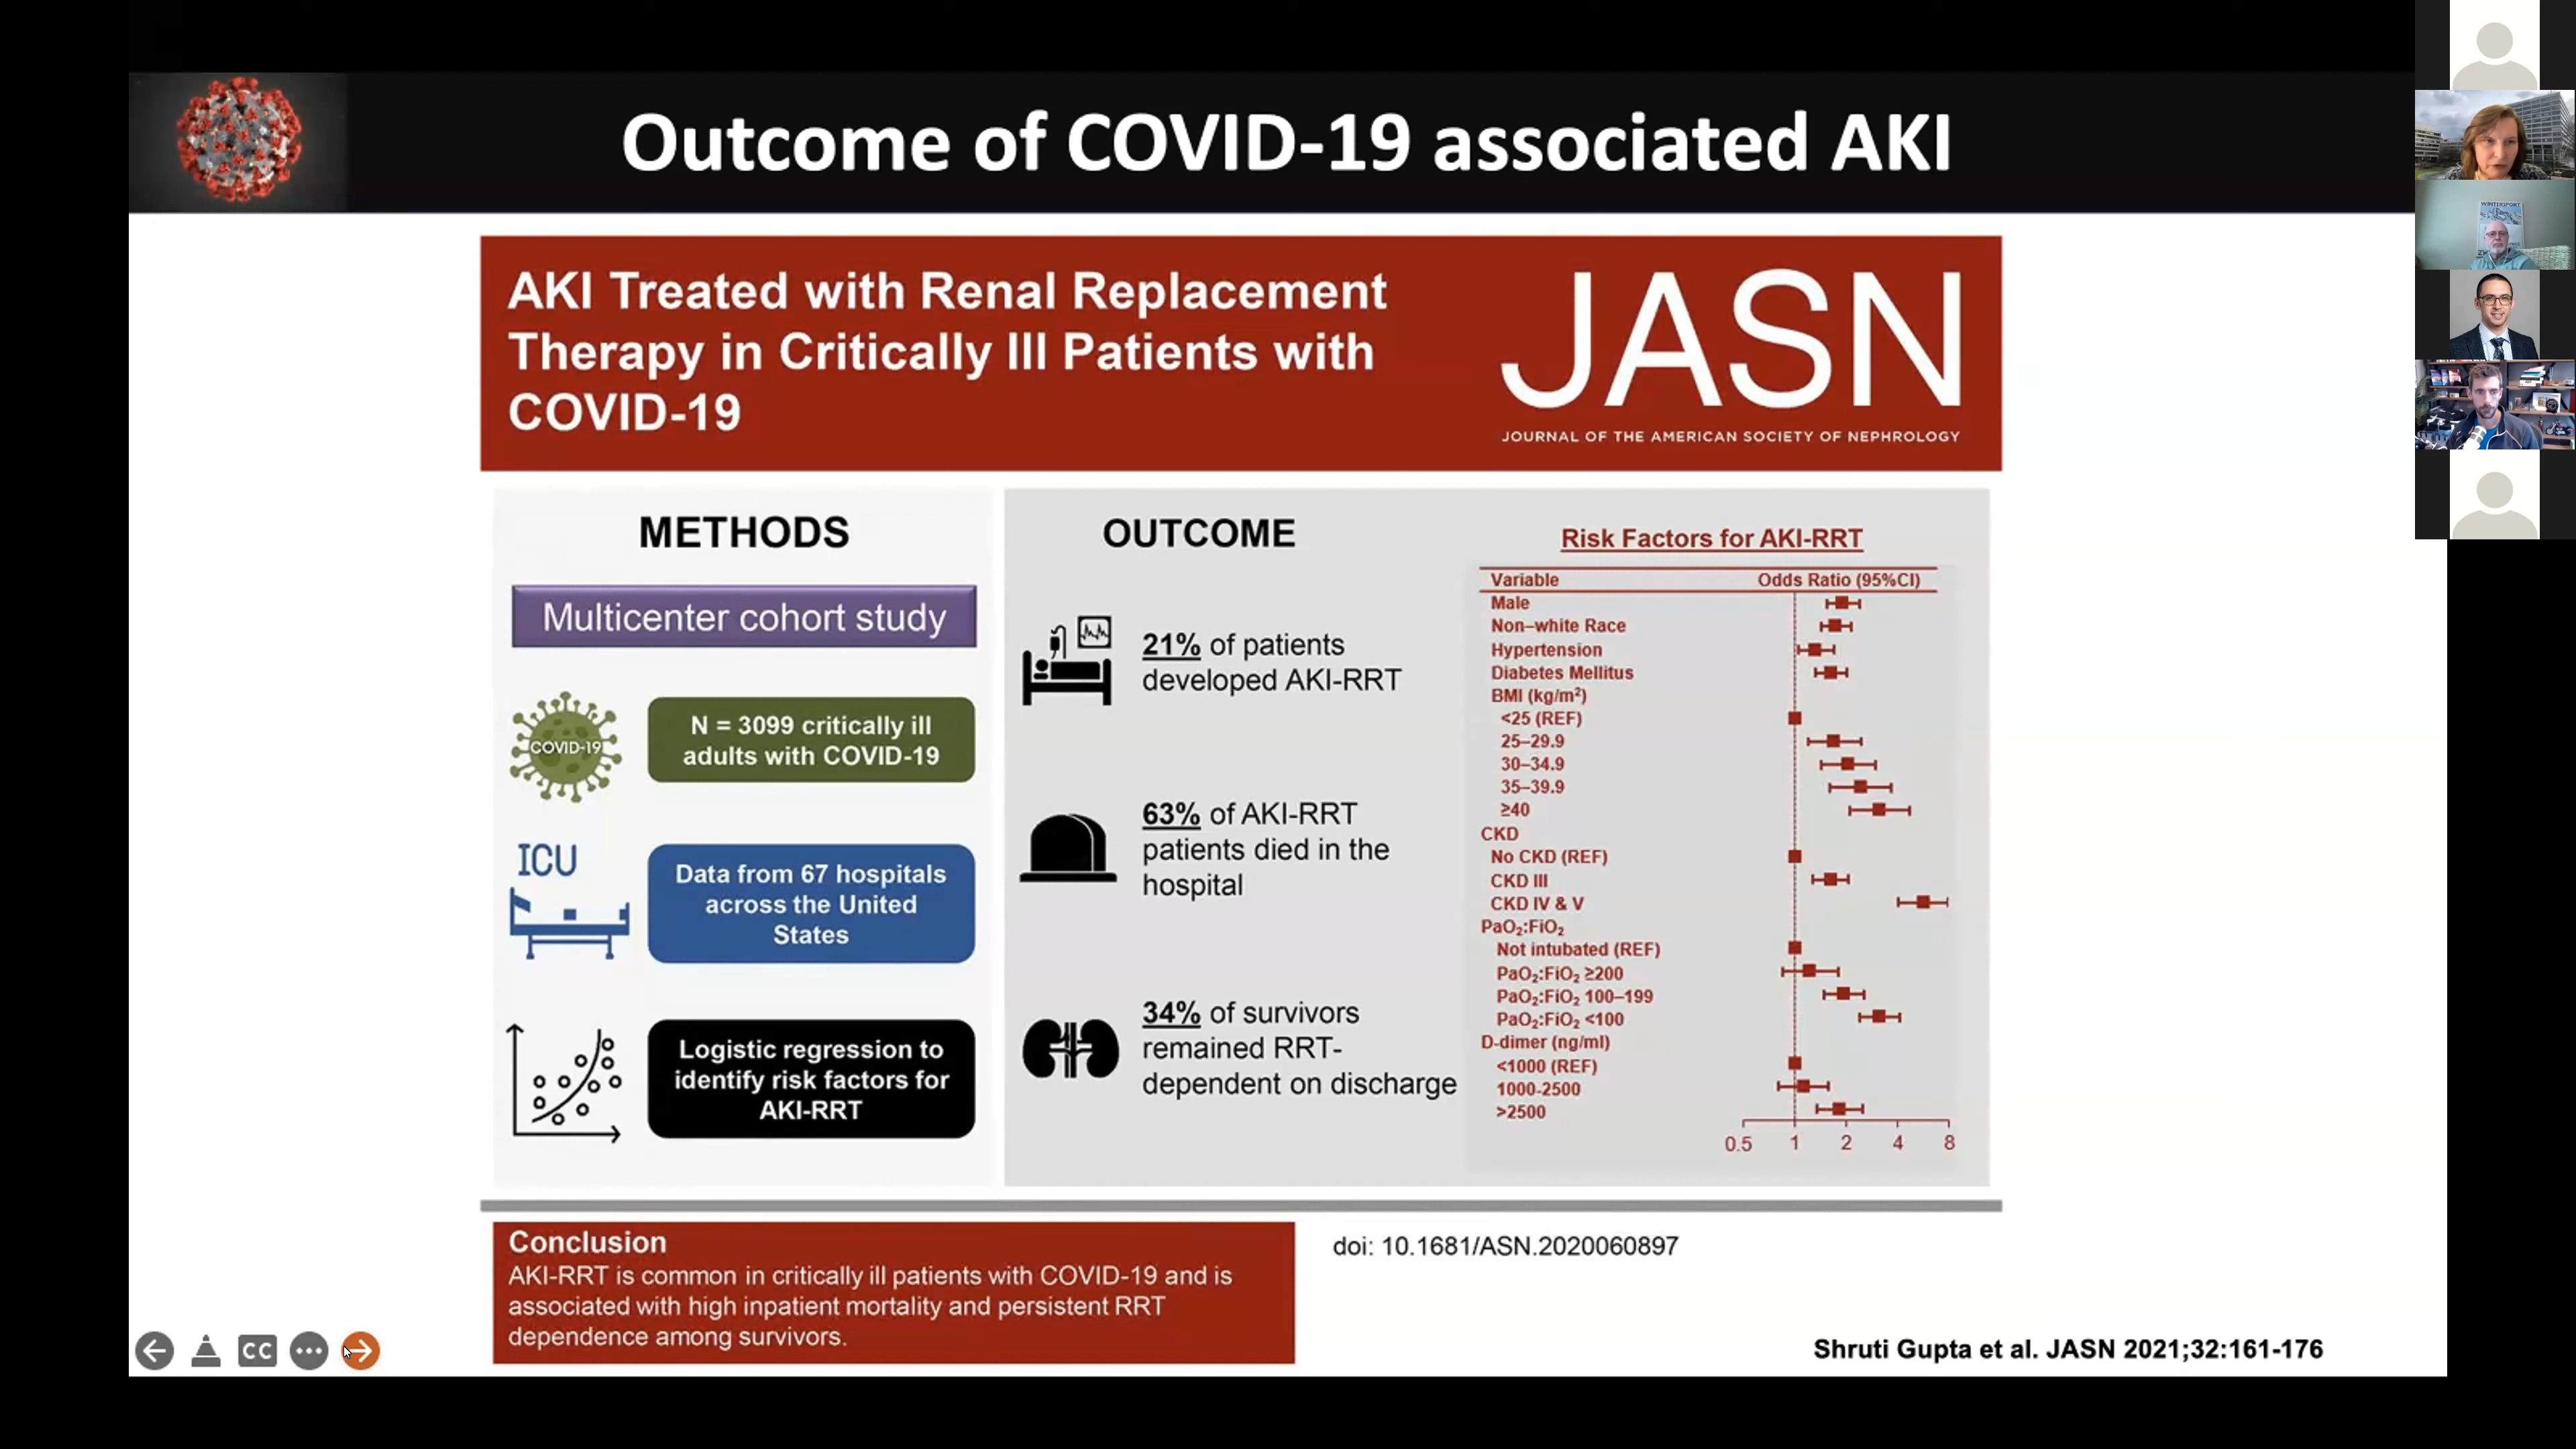 Outcome of COVID-19 associated AKI
AKI Treated with Renal Replacement
Therapy in Critically Ill Patients with
COVID-19
JASN
JOURNAL OF THE AMERICAN SOCIETY OF NEPHROLOGY
METHODS
Multicenter cohort study
COVID-19
N = 3099 critically ill
adults with COVID-19
ICU
Data from 67 hospitals
across the United
States
Logistic regression to
identify risk factors for
AKI-RRT
OUTCOME
21% of patients
developed AKI-RRT
63% of AKI-RRT
patients died in the
hospital
34% of survivors
remained RRT-
dependent on discharge
Risk Factors for AKI-RRT
Variable Odds Ratio (95%CI)
Male
Non–white Race
Hypertension
Diabetes Mellitus
BMI (kg/m²)
<25 (REF)
25–29.9
30–34.9
35–39.9
≥40
CKD
No CKD (REF)
CKD III
CKD IV & V
PaO₂:FiO₂
Not intubated (REF)
PaO₂:FiO₂ ≥200
PaO₂:FiO₂ 100–199
PaO₂:FiO₂ <100
D-dimer (ng/ml)
<1000 (REF)
1000-2500
>2500
0.5 1 2 4 8
Conclusion
AKI-RRT is common in critically ill patients with COVID-19 and is
associated with high inpatient mortality and persistent RRT
dependence among survivors.
doi: 10.1681/ASN.2020060897
Shruti Gupta et al. JASN 2021;32:161-176
CC
WINTERSPORT